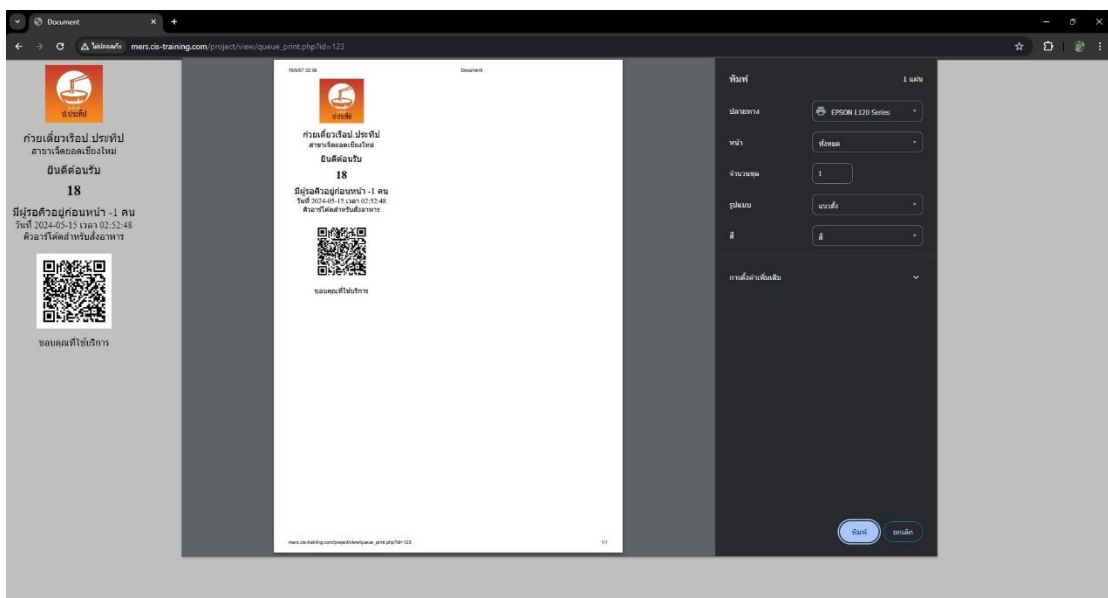 Document
ไม่ปลอดภัย mers.cis-training.com/project/view/queue_print.php?id=123
ป.ประทีป
ก๋วยเตี๋ยวเรือป.ประทีป
สาขาเจ็ดยอดเชียงใหม่
ยินดีต้อนรับ
18
มีผู้รอคิวอยู่ก่อนหน้า -1 คน
วันที่ 2024-05-15 เวลา 02:52:48
คิวอาร์โค้ดสำหรับสั่งอาหาร
ขอบคุณที่ใช้บริการ
Document
ป.ประทีป
ก๋วยเตี๋ยวเรือป.ประทีป
สาขาเจ็ดยอดเชียงใหม่
ยินดีต้อนรับ
18
มีผู้รอคิวอยู่ก่อนหน้า -1 คน
วันที่ 2024-05-15 เวลา 02:52:48
คิวอาร์โค้ดสำหรับสั่งอาหาร
ขอบคุณที่ใช้บริการ
mers.cis-training.com/project/view/queue_print.php?id=123 1/1
พิมพ์ 1 แผ่น
ปลายทาง EPSON L120 Series
หน้า ทั้งหมด
จำนวนชุด 1
รูปแบบ แนวตั้ง
สี สี
การตั้งค่าเพิ่มเติม
พิมพ์ ยกเลิก